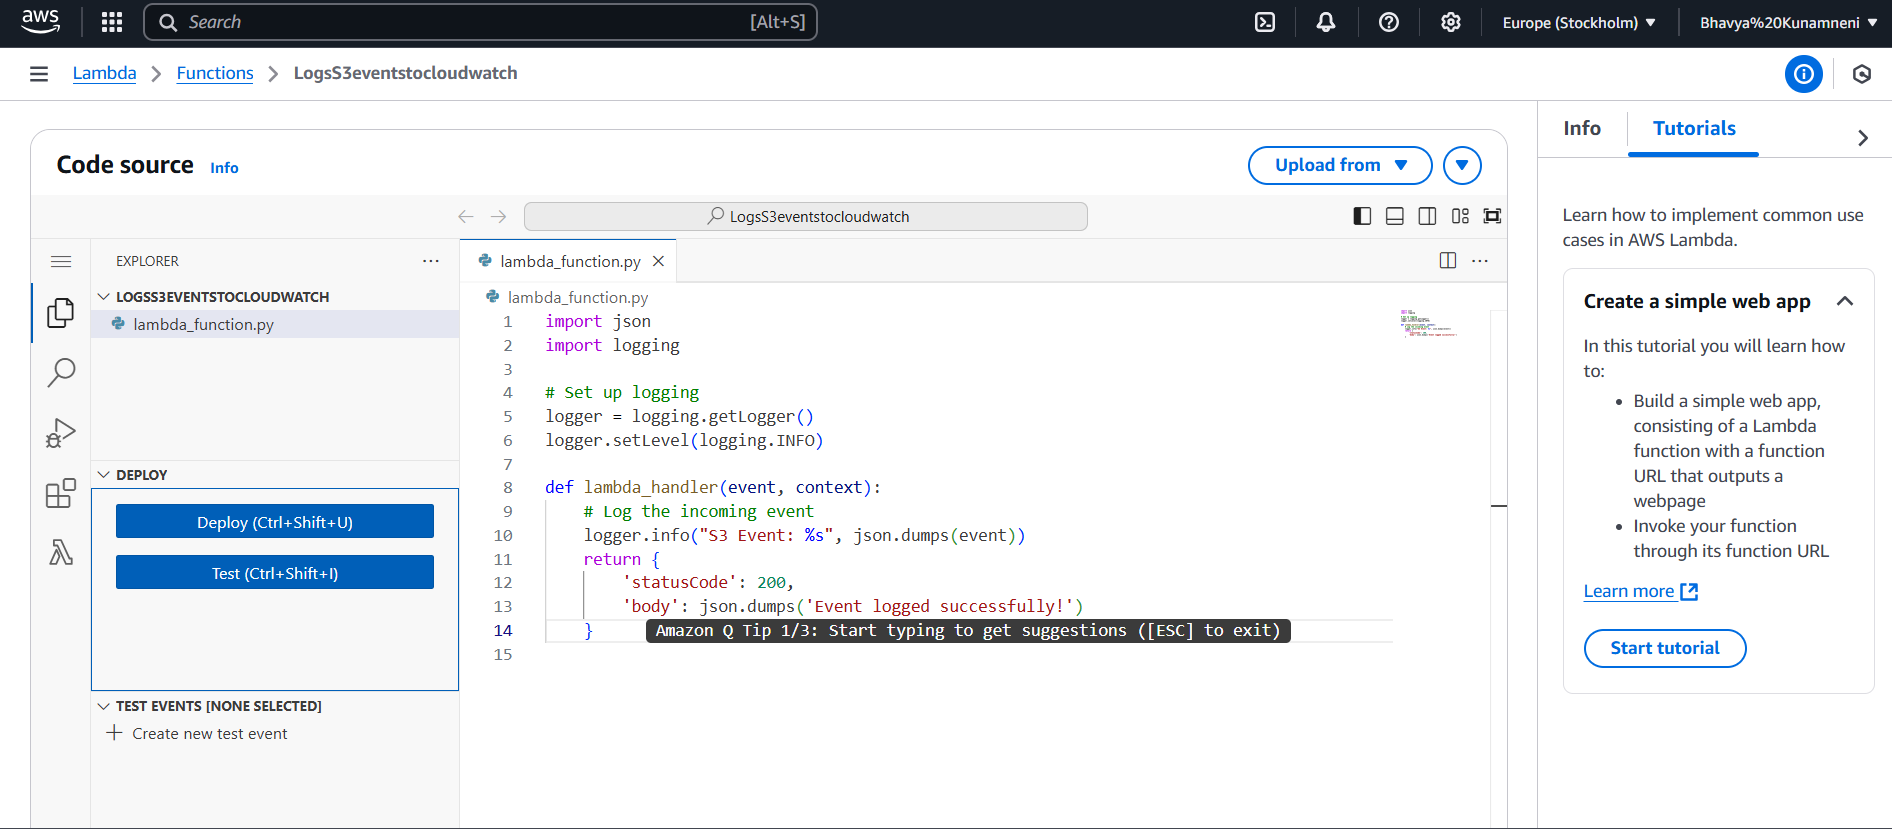 aws
Search [Alt+S]
Europe (Stockholm)
Bhavya%20Kunamneni
Lambda
Functions
LogsS3eventstocloudwatch
Info
Tutorials
Code source Info
Upload from
LogsS3eventstocloudwatch
EXPLORER
LOGSS3EVENTSTOCLOUDWATCH
lambda_function.py
DEPLOY
Deploy (Ctrl+Shift+U)
Test (Ctrl+Shift+I)
TEST EVENTS [NONE SELECTED]
Create new test event
lambda_function.py
lambda_function.py
1 import json
2 import logging
3
4 # Set up logging
5 logger = logging.getLogger()
6 logger.setLevel(logging.INFO)
7
8 def lambda_handler(event, context):
9 # Log the incoming event
10 logger.info("S3 Event: %s", json.dumps(event))
11 return {
12 'statusCode': 200,
13 'body': json.dumps('Event logged successfully!')
14 } Amazon Q Tip 1/3: Start typing to get suggestions ([ESC] to exit)
15
Learn how to implement common use
cases in AWS Lambda.
Create a simple web app
In this tutorial you will learn how
to:
• Build a simple web app,
consisting of a Lambda
function with a function
URL that outputs a
webpage
• Invoke your function
through its function URL
Learn more
Start tutorial